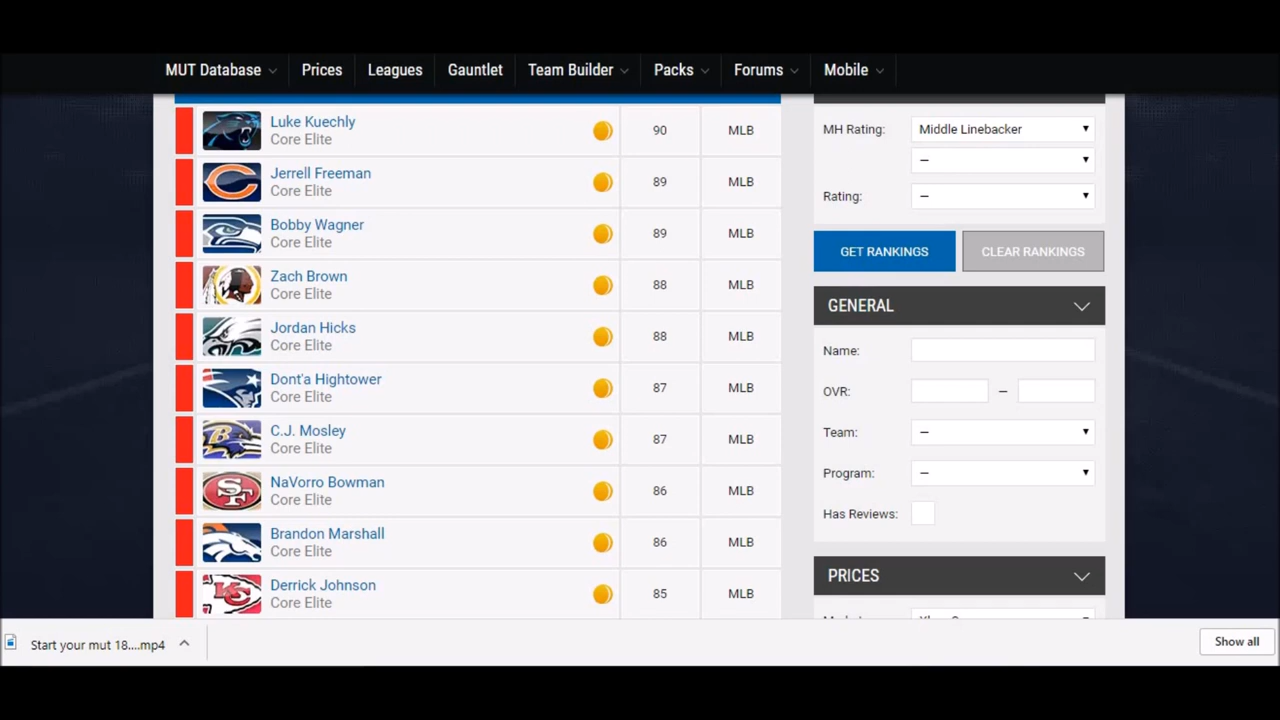 MUT Database Prices Leagues Gauntlet Team Builder Packs Forums Mobile
Luke Kuechly
Core Elite
90 MLB
Jerrell Freeman
Core Elite
89 MLB
Bobby Wagner
Core Elite
89 MLB
Zach Brown
Core Elite
88 MLB
Jordan Hicks
Core Elite
88 MLB
Dont'a Hightower
Core Elite
87 MLB
C.J. Mosley
Core Elite
87 MLB
NaVorro Bowman
Core Elite
86 MLB
Brandon Marshall
Core Elite
86 MLB
Derrick Johnson
Core Elite
85 MLB
MH Rating: Middle Linebacker
–
Rating: –
GET RANKINGS CLEAR RANKINGS
GENERAL
Name:
OVR: –
Team: –
Program: –
Has Reviews:
PRICES
Start your mut 18....mp4
Show all